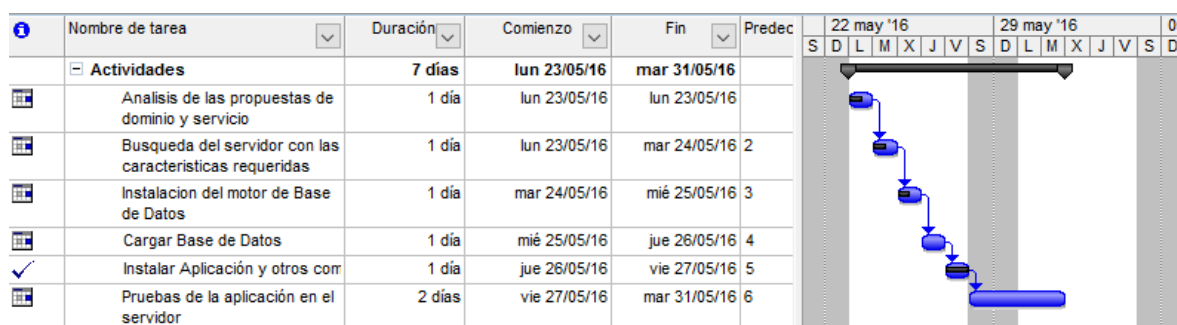 Nombre de tarea Duración Comienzo Fin Predec
22 may '16 29 may '16 0
S D L M X J V S D L M X J V S D
Actividades 7 días lun 23/05/16 mar 31/05/16
Analisis de las propuestas de
dominio y servicio
1 día lun 23/05/16 lun 23/05/16
Busqueda del servidor con las
caracteristicas requeridas
1 día lun 23/05/16 mar 24/05/16 2
Instalacion del motor de Base
de Datos
1 día mar 24/05/16 mié 25/05/16 3
Cargar Base de Datos 1 día mié 25/05/16 jue 26/05/16 4
Instalar Aplicación y otros com 1 día jue 26/05/16 vie 27/05/16 5
Pruebas de la aplicación en el
servidor
2 días vie 27/05/16 mar 31/05/16 6